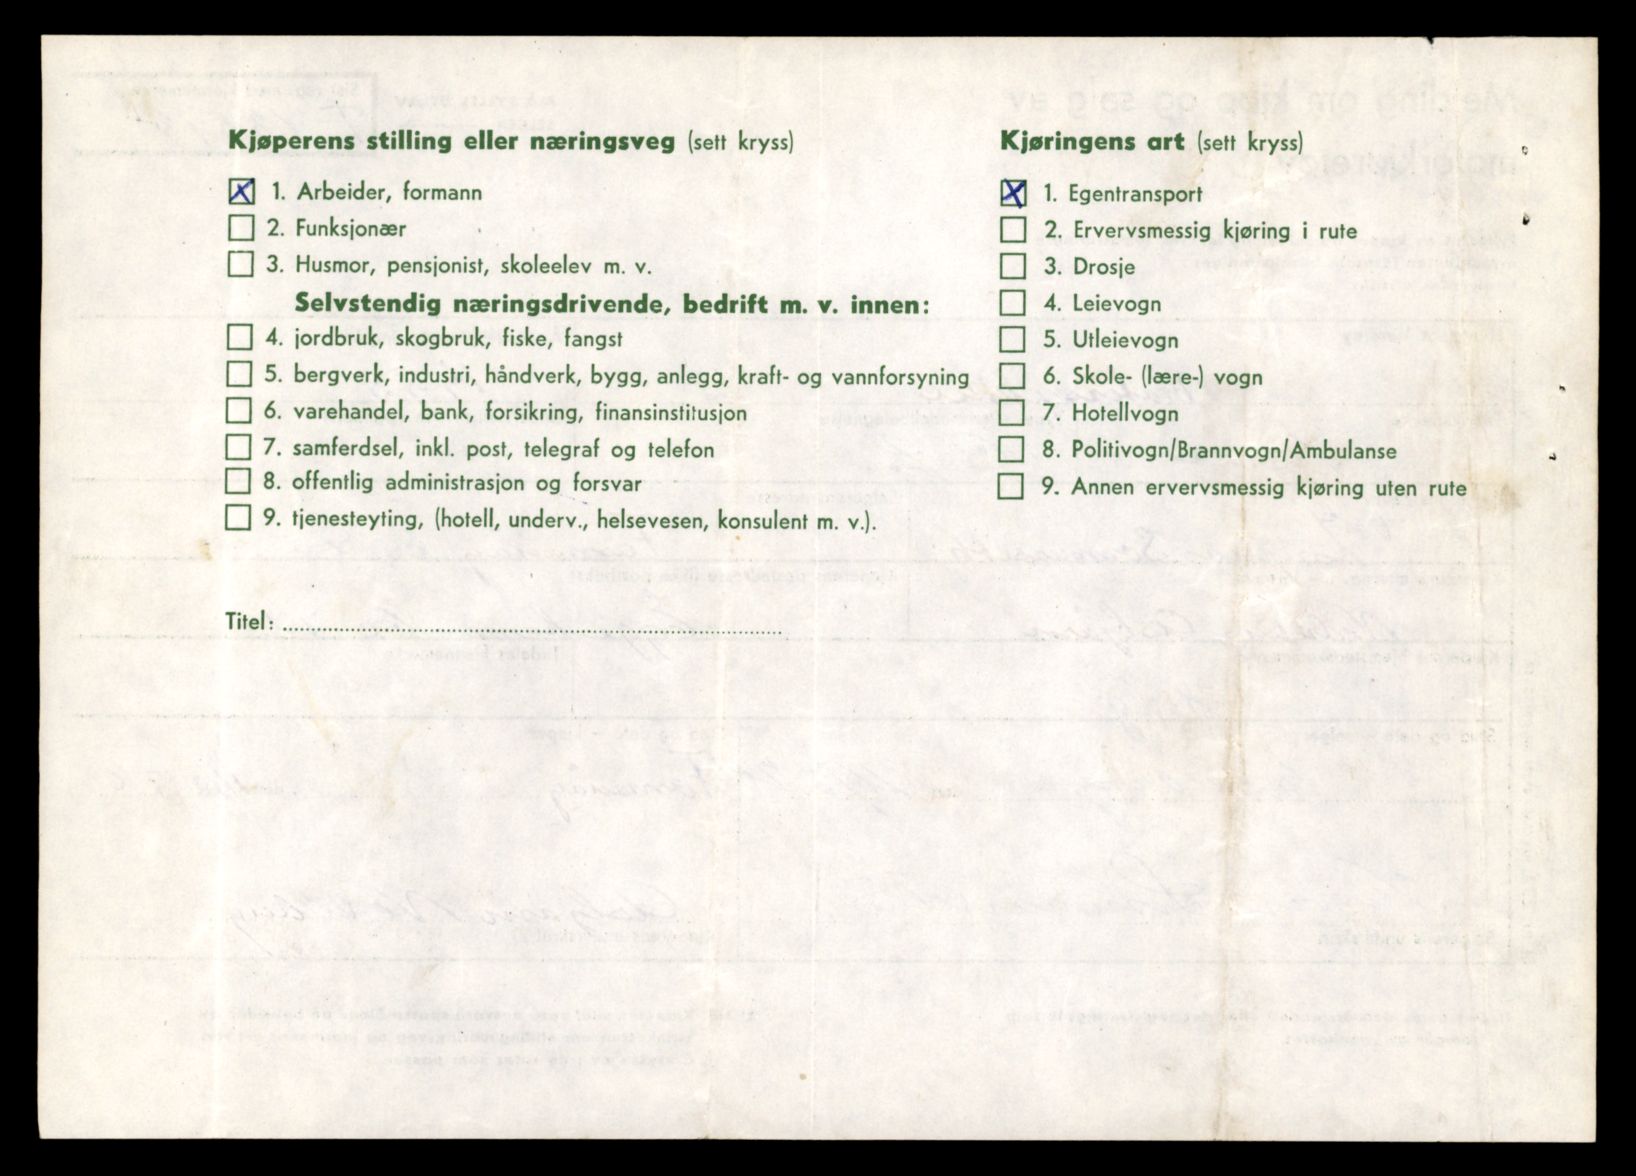 Kjøperens stilling eller næringsveg (sett kryss)
1. Arbeider, formann
2. Funksjonær
3. Husmor, pensjonist, skoleelev m. v.
Selvstendig næringsdrivende, bedrift m. v. innen:
4. jordbruk, skogbruk, fiske, fangst
5. bergverk, industri, håndverk, bygg, anlegg, kraft- og vannforsyning
6. varehandel, bank, forsikring, finansinstitusjon
7. samferdsel, inkl. post, telegraf og telefon
8. offentlig administrasjon og forsvar
9. tjenesteyting, (hotell, underv., helsevesen, konsulent m. v.).
Titel:
Kjøringens art (sett kryss)
1. Egentransport
2. Ervervsmessig kjøring i rute
3. Drosje
4. Leievogn
5. Utleievogn
6. Skole- (lære-) vogn
7. Hotellvogn
8. Politivogn/Brannvogn/Ambulanse
9. Annen ervervsmessig kjøring uten rute